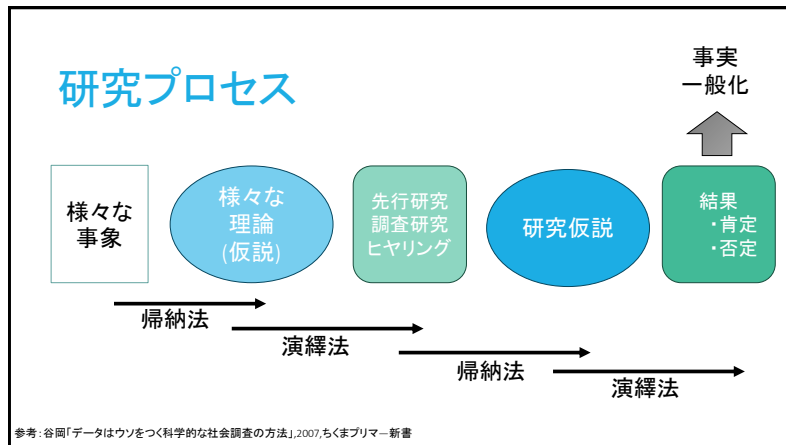 研究プロセス
事実
一般化
様々な
事象
様々な
理論
(仮説)
先行研究
調査研究
ヒヤリング
研究仮説
結果
・肯定
・否定
帰納法
演繹法
帰納法
演繹法
参考:谷岡「データはウソをつく科学的な社会調査の方法」,2007,ちくまプリマー新書